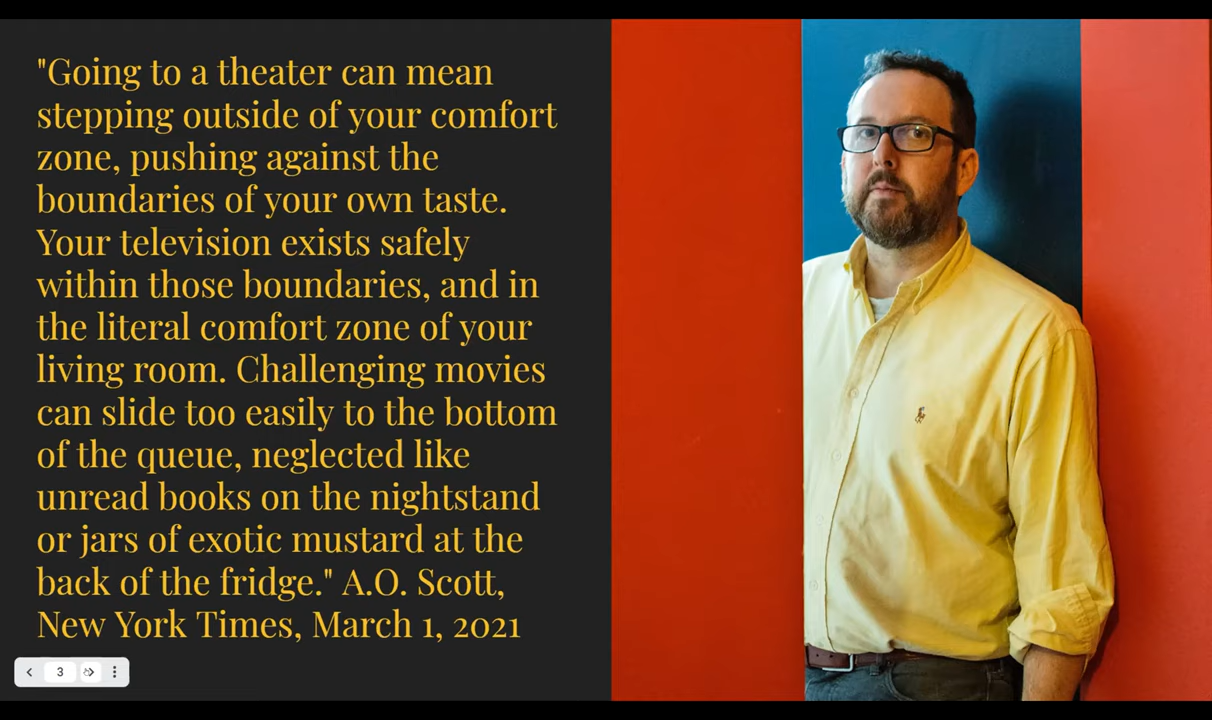 "Going to a theater can mean
stepping outside of your comfort
zone, pushing against the
boundaries of your own taste.
Your television exists safely
within those boundaries, and in
the literal comfort zone of your
living room. Challenging movies
can slide too easily to the bottom
of the queue, neglected like
unread books on the nightstand
or jars of exotic mustard at the
back of the fridge." A.O. Scott,
New York Times, March 1, 2021
3